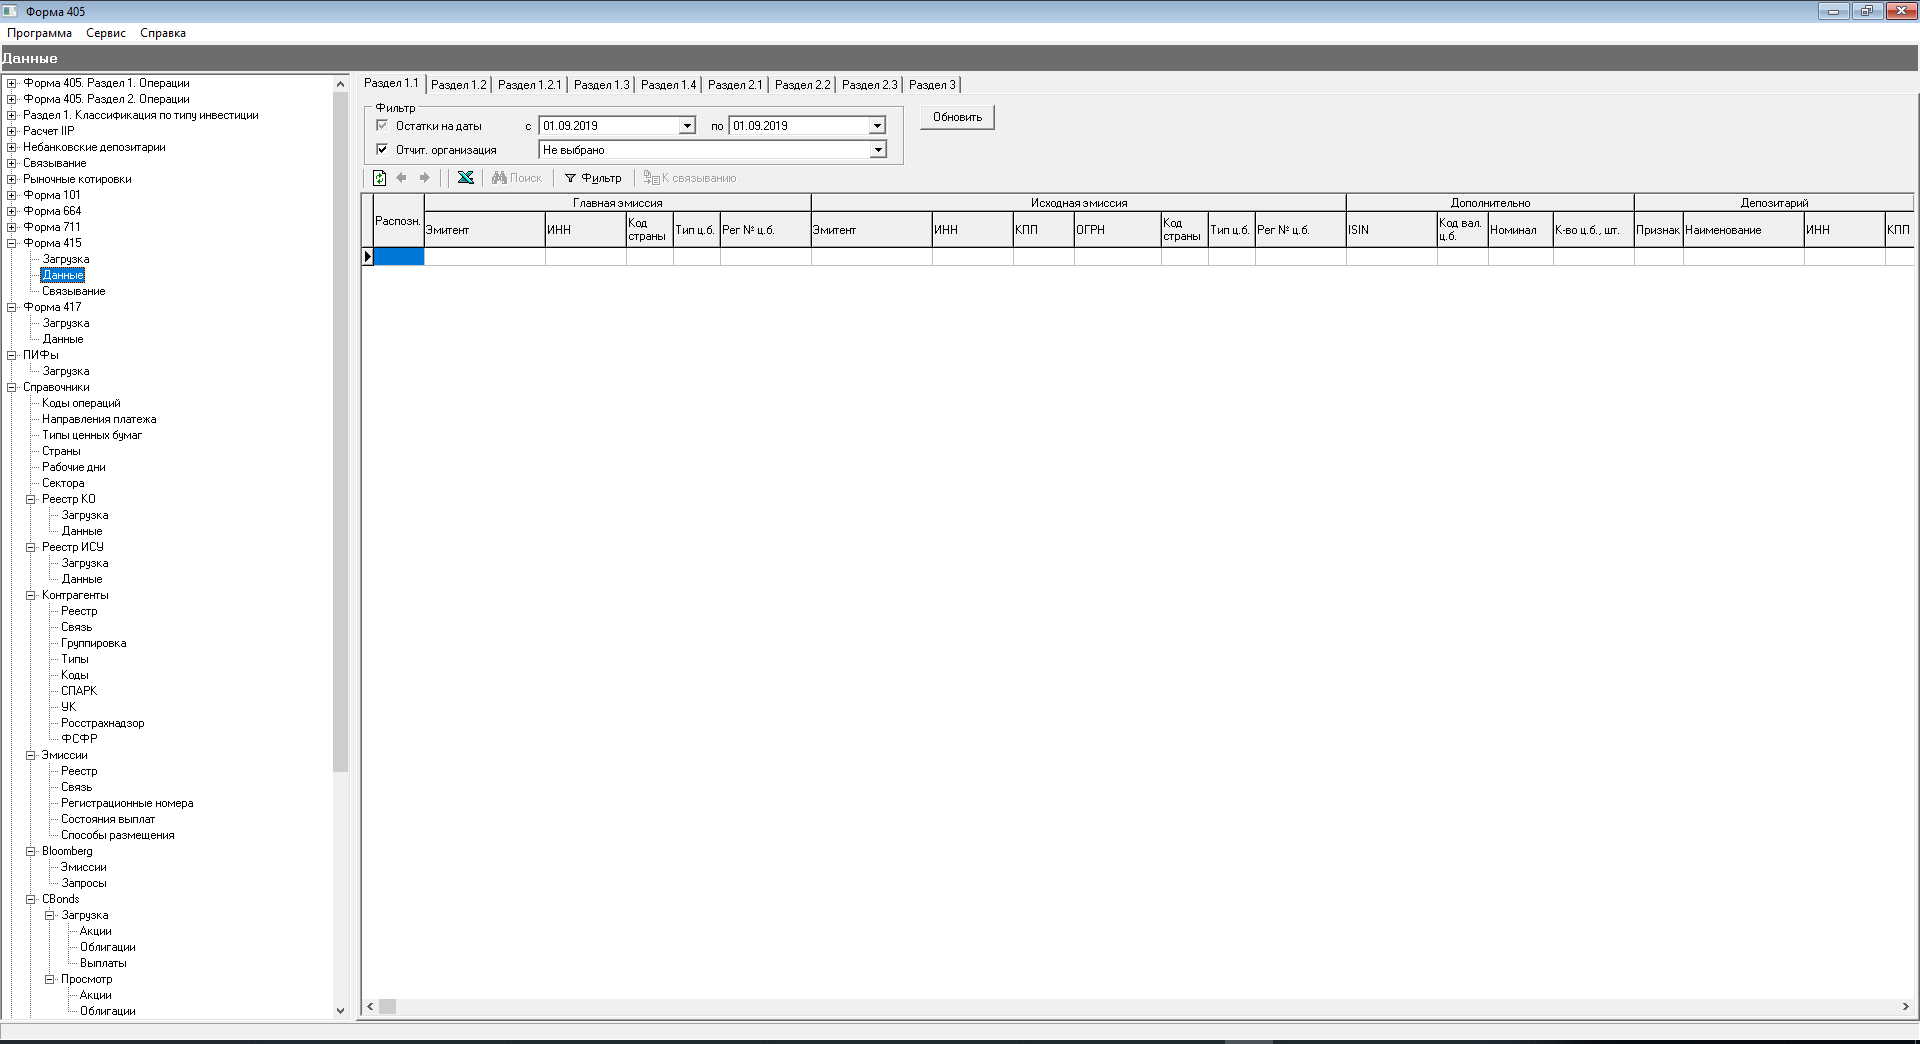 Форма 405
Программа Сервис Справка
Данные
Форма 405. Раздел 1. Операции
Форма 405. Раздел 2. Операции
Раздел 1. Классификация по типу инвестиции
Расчет IIP
Небанковские депозитарии
Связывание
Рыночные котировки
Форма 101
Форма 664
Форма 711
Форма 415
Загрузка
Данные
Связывание
Форма 417
Загрузка
Данные
ПИФы
Загрузка
Справочники
Коды операций
Направления платежа
Типы ценных бумаг
Страны
Рабочие дни
Сектора
Реестр КО
Загрузка
Данные
Реестр ИСУ
Загрузка
Данные
Контрагенты
Реестр
Связь
Группировка
Типы
Коды
СПАРК
УК
Росстрахнадзор
ФСФР
Эмиссии
Реестр
Связь
Регистрационные номера
Состояния выплат
Способы размещения
Bloomberg
Эмиссии
Запросы
CBonds
Загрузка
Акции
Облигации
Выплаты
Просмотр
Акции
Облигации
Раздел 1.1 Раздел 1.2 Раздел 1.2.1 Раздел 1.3 Раздел 1.4 Раздел 2.1 Раздел 2.2 Раздел 2.3 Раздел 3
Фильтр
Остатки на даты с 01.09.2019 по 01.09.2019 Обновить
Отчит. организация Не выбрано
Поиск Фильтр К связыванию
Главная эмиссия Исходная эмиссия Дополнительно Депозитарий
Распозн. Эмитент ИНН Код страны Тип ц.б. Рег № ц.б. Эмитент ИНН КПП ОГРН Код страны Тип ц.б. Рег № ц.б. ISIN Код вал. ц.б. Номинал К-во ц.б., шт. Признак Наименование ИНН КПП